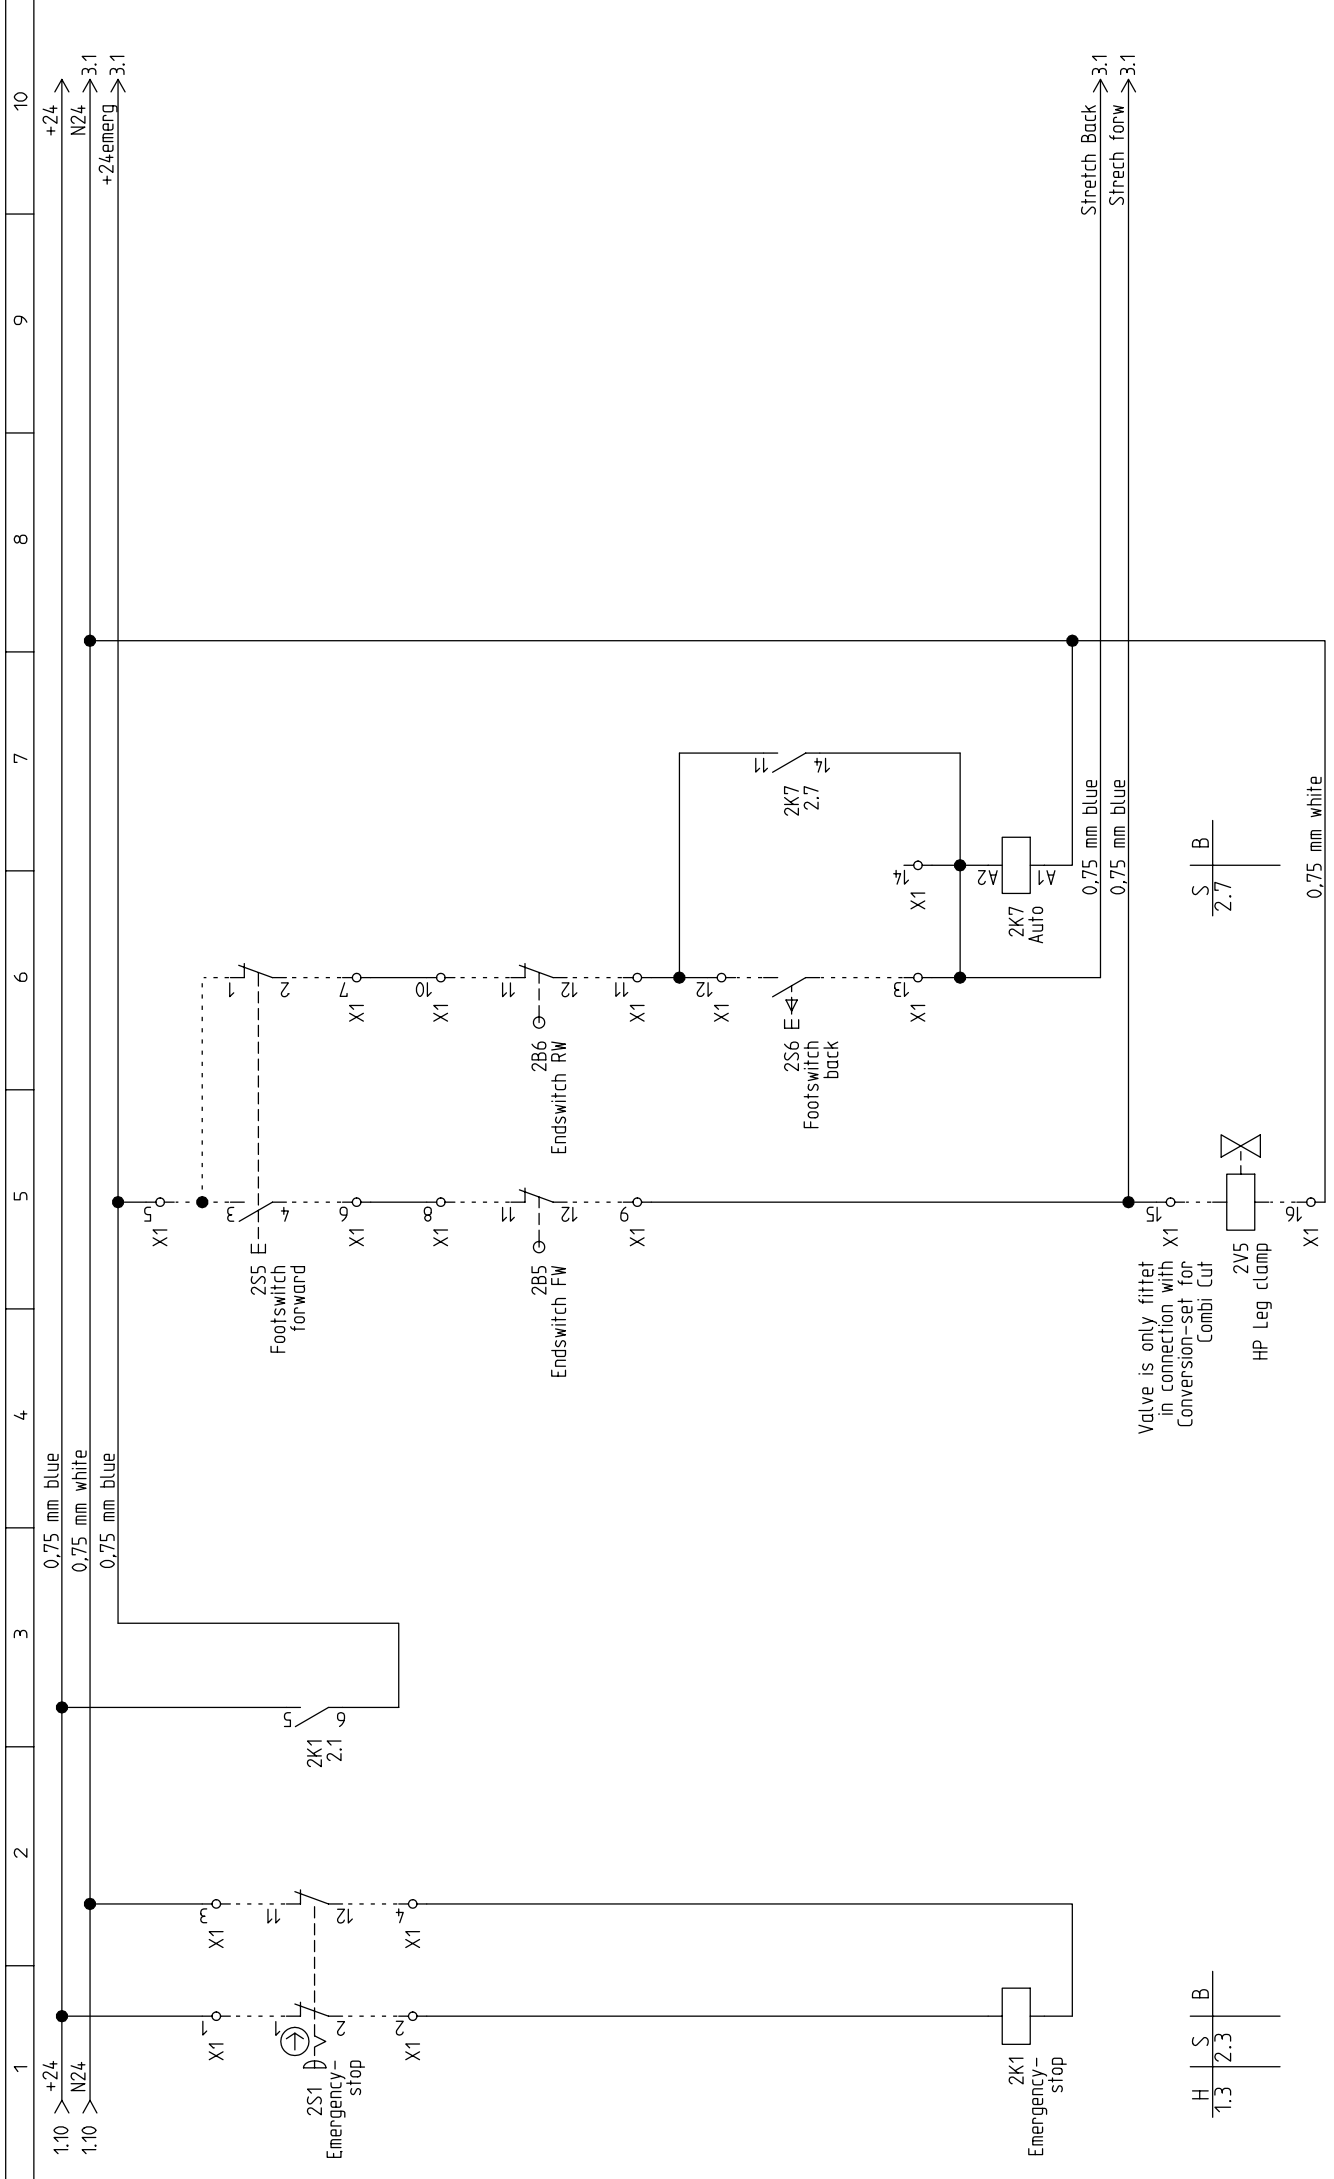 1
2
3
4
5
6
7
8
9
10
1.10
+24
0,75 mm blue
+24
1.10
N24
0,75 mm white
N24
3.1
0,75 mm blue
+24emerg
3.1
1
X1
1
2
2S1
Emergency-
stop
2
X1
3
X1
11
12
4
X1
2K1
Emergency-
stop
H
S
B
1.3
2.3
5
6
2K1
2.1
5
X1
3
4
2S5
Footswitch
forward
6
X1
8
X1
11
12
2B5
Endswitch FW
9
X1
15
X1
Valve is only fittet
in connection with
Conversion-set for
Combi Cut
2V5
HP Leg clamp
16
X1
1
2
7
X1
10
X1
11
12
2B6
Endswitch RW
11
X1
12
X1
2S6
Footswitch
back
13
X1
11
14
2K7
2.7
14
X1
A2
A1
2K7
Auto
0,75 mm blue
Stretch Back
3.1
0,75 mm blue
Strech forw
3.1
S
B
2.7
0,75 mm white